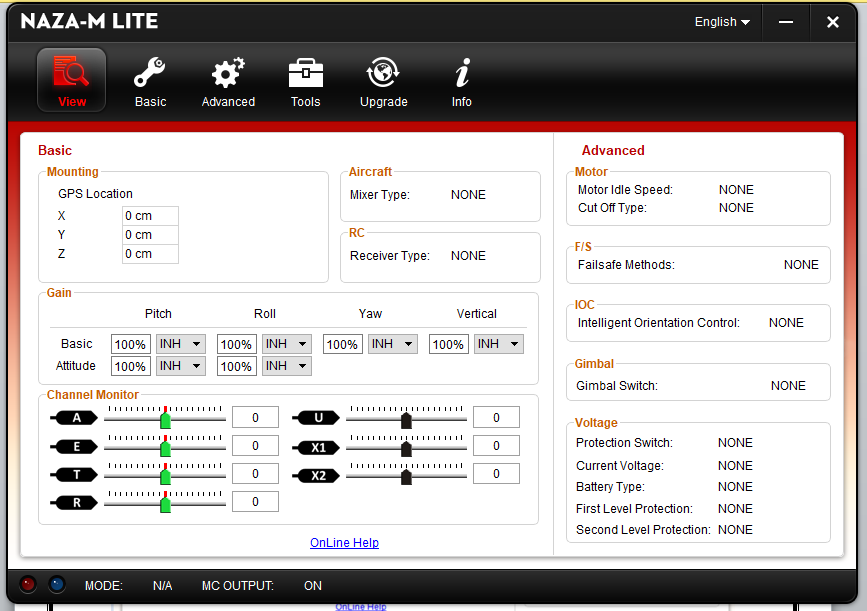 NAZA-M LITE
English
View
Basic
Advanced
Tools
Upgrade
Info
Basic
Mounting
GPS Location
X 0 cm
Y 0 cm
Z 0 cm
Aircraft
Mixer Type: NONE
RC
Receiver Type: NONE
Gain
Pitch Roll Yaw Vertical
Basic 100% INH 100% INH 100% INH 100% INH
Attitude 100% INH 100% INH
Channel Monitor
A 0 U 0
E 0 X1 0
T 0 X2 0
R 0
OnLine Help
Advanced
Motor
Motor Idle Speed: NONE
Cut Off Type: NONE
F/S
Failsafe Methods: NONE
IOC
Intelligent Orientation Control: NONE
Gimbal
Gimbal Switch: NONE
Voltage
Protection Switch: NONE
Current Voltage: NONE
Battery Type: NONE
First Level Protection: NONE
Second Level Protection: NONE
MODE: N/A MC OUTPUT: ON
OnLine Help